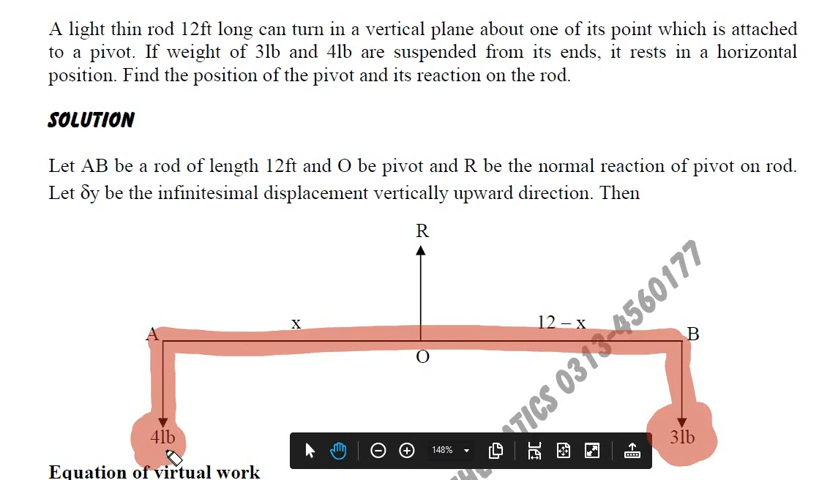 A light thin rod 12ft long can turn in a vertical plane about one of its point which is attached
to a pivot. If weight of 3lb and 4lb are suspended from its ends, it rests in a horizontal
position. Find the position of the pivot and its reaction on the rod.
SOLUTION
Let AB be a rod of length 12ft and O be pivot and R be the normal reaction of pivot on rod.
Let δy be the infinitesimal displacement vertically upward direction. Then
R
A x 12 – x B
O
4lb 3lb
148%
0313-4560177
Equation of virtual work